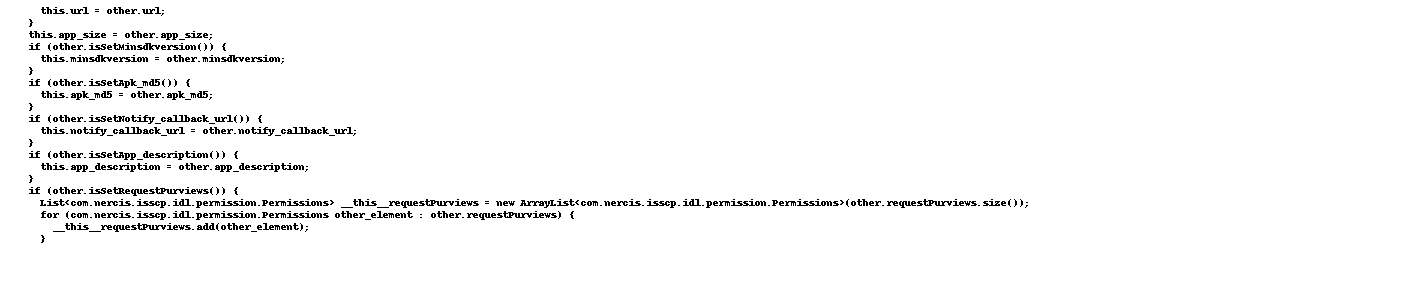 this.url = other.url;
}
this.app_size = other.app_size;
if (other.isSetMinsdkversion()) {
this.minsdkversion = other.minsdkversion;
}
if (other.isSetApk_md5()) {
this.apk_md5 = other.apk_md5;
}
if (other.isSetNotify_callback_url()) {
this.notify_callback_url = other.notify_callback_url;
}
if (other.isSetApp_description()) {
this.app_description = other.app_description;
}
if (other.isSetRequestPurviews()) {
List<com.nercis.isscp.idl.permission.Permissions> __this__requestPurviews = new ArrayList<com.nercis.isscp.idl.permission.Permissions>(other.requestPurviews.size());
for (com.nercis.isscp.idl.permission.Permissions other_element : other.requestPurviews) {
__this__requestPurviews.add(other_element);
}